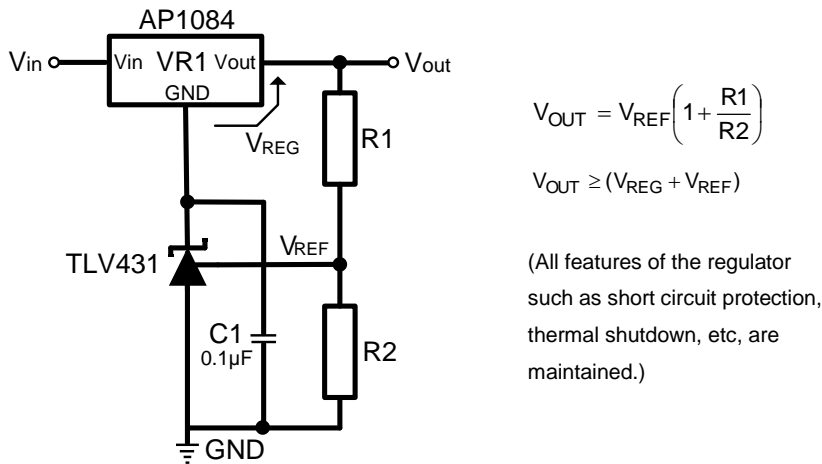 AP1084
Vin
Vin VR1 Vout
GND
Vout
VREG
R1
TLV431
VREF
C1
0.1µF
R2
GND
VOUT = VREF(1 + R1/R2)
VOUT ≥ (VREG + VREF)
(All features of the regulator
such as short circuit protection,
thermal shutdown, etc, are
maintained.)